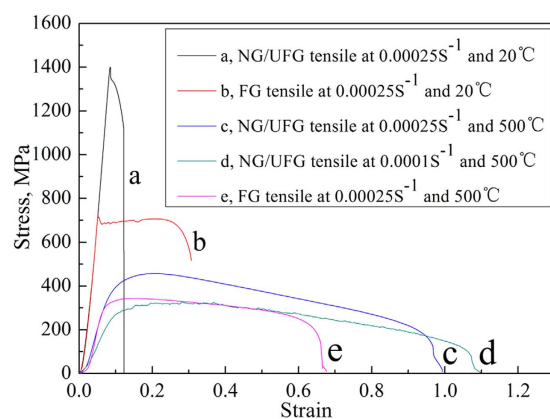 1600
1400
1200
1000
800
600
400
200
0
Stress, MPa
a, NG/UFG tensile at 0.00025S⁻¹ and 20℃
b, FG tensile at 0.00025S⁻¹ and 20℃
c, NG/UFG tensile at 0.00025S⁻¹ and 500℃
d, NG/UFG tensile at 0.0001S⁻¹ and 500℃
e, FG tensile at 0.00025S⁻¹ and 500℃
a
b
e c d
0.0 0.2 0.4 0.6 0.8 1.0 1.2
Strain